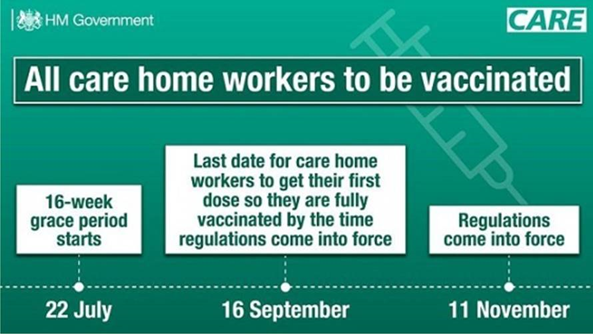 HM Government
CARE
All care home workers to be vaccinated
16-week
grace period
starts
Last date for care home
workers to get their first
dose so they are fully
vaccinated by the time
regulations come into force
Regulations
come into force
22 July
16 September
11 November